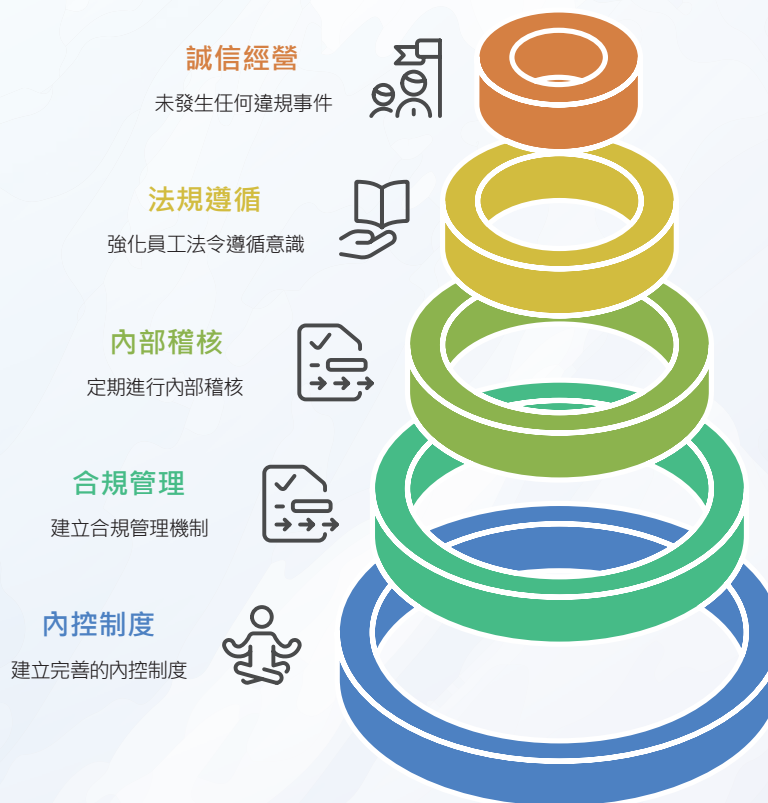 誠信經營
未發生任何違規事件
法規遵循
強化員工法令遵循意識
內部稽核
定期進行內部稽核
合規管理
建立合規管理機制
內控制度
建立完善的內控制度